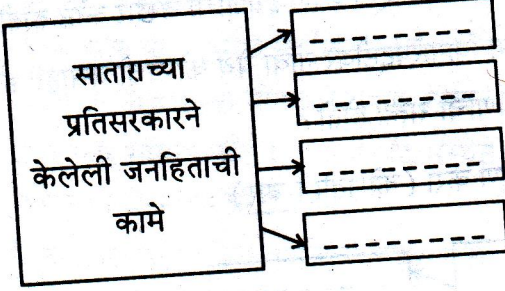 साताराच्या
प्रतिसरकारने
केलेली जनहिताची
कामे